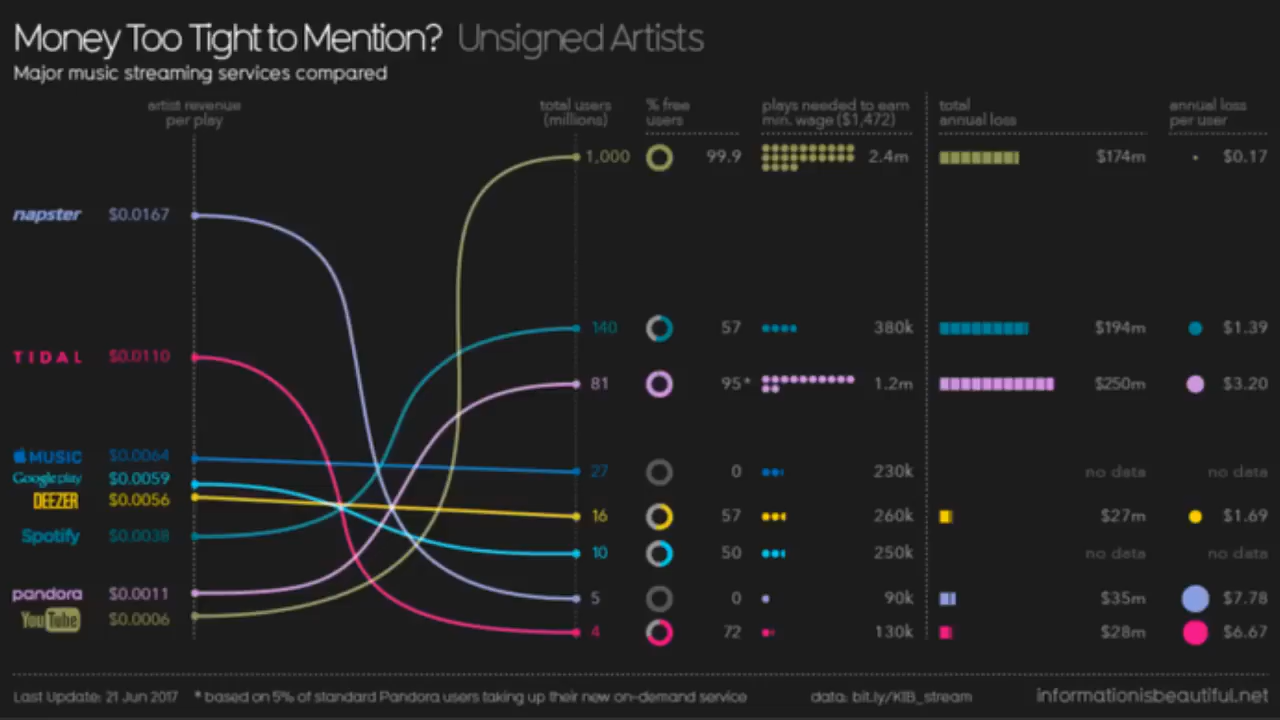 Money Too Tight to Mention? Unsigned Artists
Major music streaming services compared
artist revenue per play
total users (millions)
% free users
plays needed to earn min. wage ($1,472)
total annual loss
annual loss per user
1,000 99.9 2.4m $174m $0.17
napster $0.0167
140 57 380k $194m $1.39
TIDAL $0.0110
81 95* 1.2m $250m $3.20
MUSIC $0.0064
27 0 230k no data no data
Google play $0.0059
DEEZER $0.0056
16 57 260k $27m $1.69
Spotify $0.0038
10 50 250k no data no data
pandora $0.0011
5 0 90k $35m $7.78
YouTube $0.0006
4 72 130k $28m $6.67
Last Update: 21 Jun 2017 * based on 5% of standard Pandora users taking up their new on-demand service data: bit.ly/KIB_stream informationisbeautiful.net